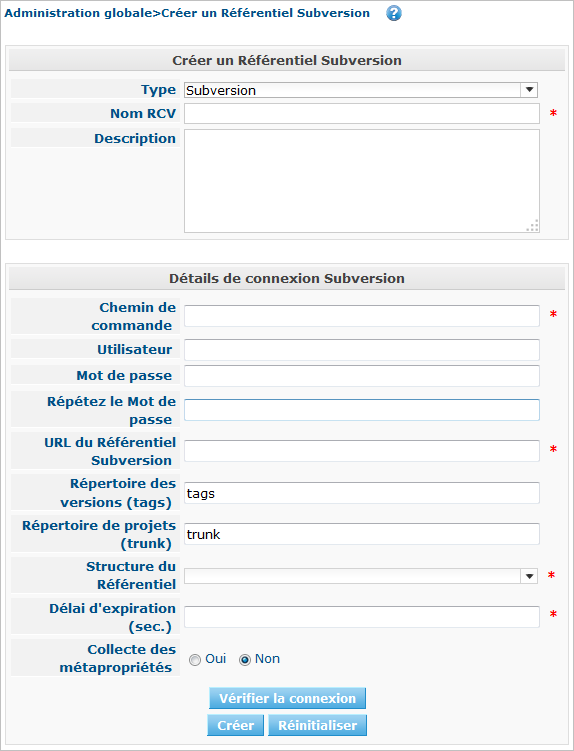 Administration globale>Créer un Référentiel Subversion ?
Créer un Référentiel Subversion
Type Subversion
Nom RCV *
Description
Détails de connexion Subversion
Chemin de
commande *
Utilisateur
Mot de passe
Répétez le Mot de
passe
URL du Référentiel
Subversion *
Répertoire des
versions (tags) tags
Répertoire de projets
(trunk) trunk
Structure du
Référentiel *
Délai d'expiration
(sec.) *
Collecte des
métapropriétés Oui Non
Vérifier la connexion
Créer Réinitialiser